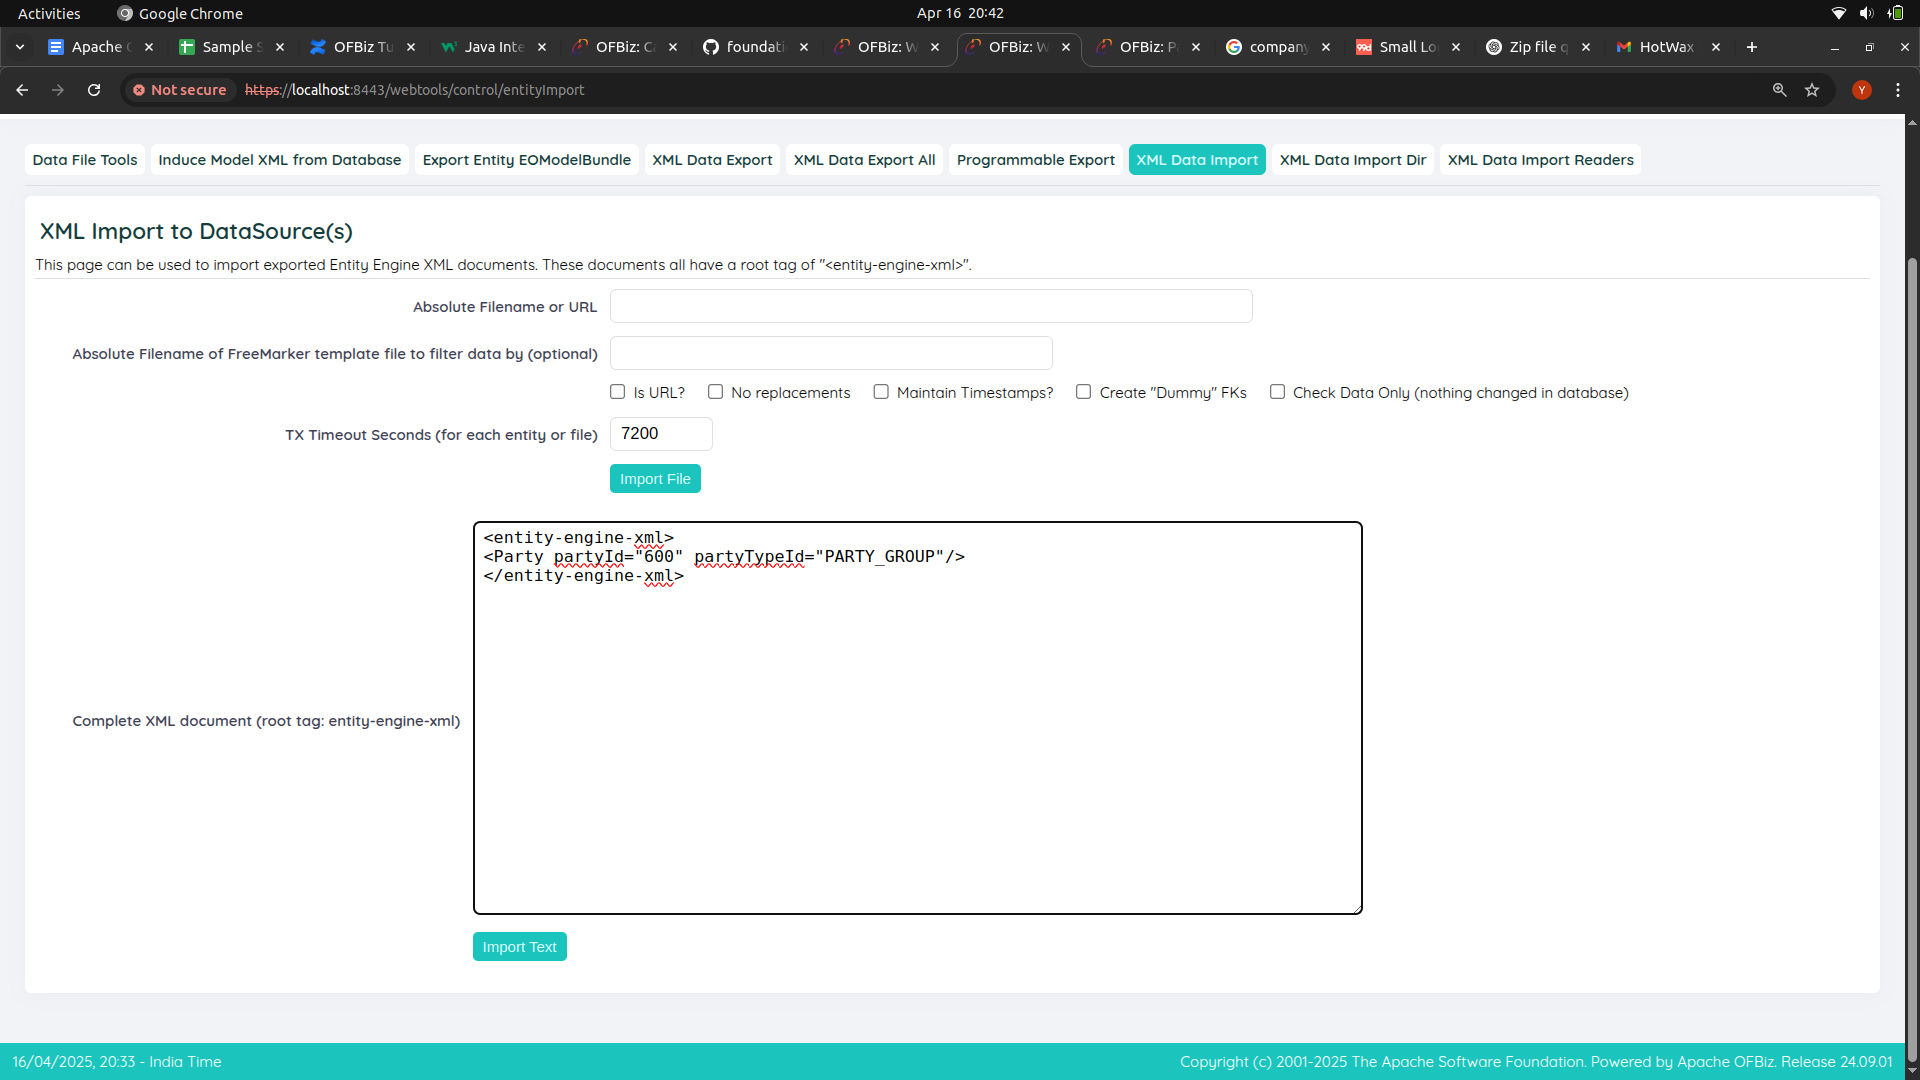 Activities Google Chrome Apr 16 20:42
Apache Sample S OFBiz Tu Java Inte OFBiz: C foundati OFBiz: W OFBiz: W OFBiz: P company Small Lo Zip file q HotWax
Not secure https://localhost:8443/webtools/control/entityImport Y
Data File Tools Induce Model XML from Database Export Entity EOModelBundle XML Data Export XML Data Export All Programmable Export XML Data Import XML Data Import Dir XML Data Import Readers
XML Import to DataSource(s)
This page can be used to import exported Entity Engine XML documents. These documents all have a root tag of "<entity-engine-xml>".
Absolute Filename or URL
Absolute Filename of FreeMarker template file to filter data by (optional)
Is URL? No replacements Maintain Timestamps? Create "Dummy" FKs Check Data Only (nothing changed in database)
TX Timeout Seconds (for each entity or file) 7200
Import File
<entity-engine-xml>
<Party partyId="600" partyTypeId="PARTY_GROUP"/>
</entity-engine-xml>
Complete XML document (root tag: entity-engine-xml)
Import Text
16/04/2025, 20:33 - India Time Copyright (c) 2001-2025 The Apache Software Foundation. Powered by Apache OFBiz. Release 24.09.01